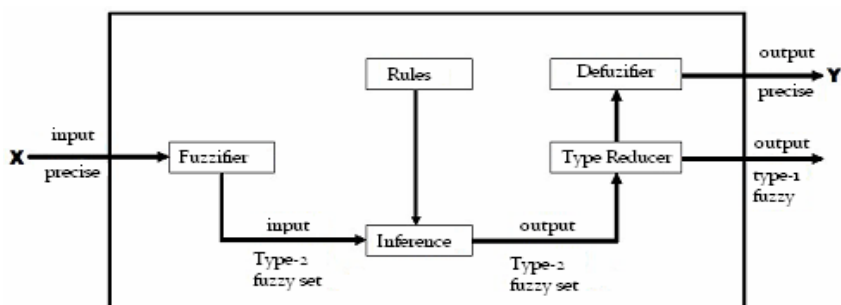 output
Rules
Defuzifier
Y
precise
input
output
X
Fuzzifier
Type Reducer
precise
type-1
fuzzy
input
output
Inference
Type-2
fuzzy set
Type-2
fuzzy set